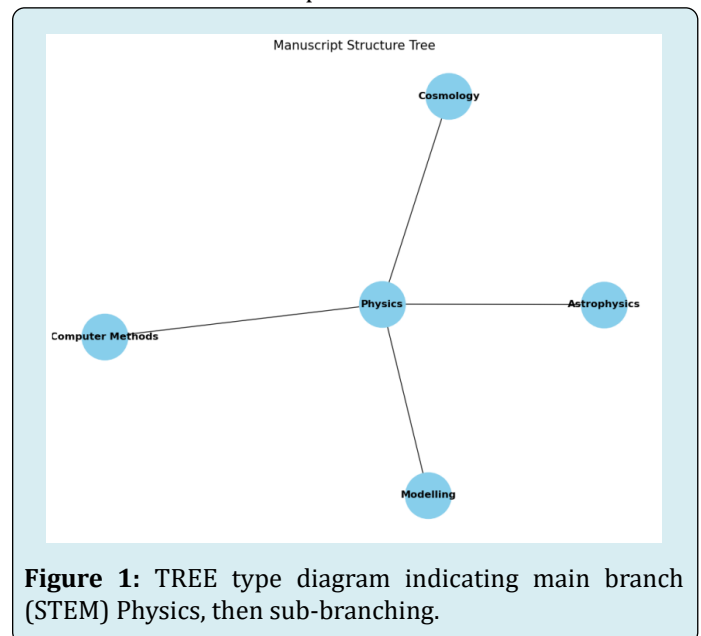 Manuscript Structure Tree
Cosmology
Physics
Astrophysics
Computer Methods
Modelling
Figure 1: TREE type diagram indicating main branch
(STEM) Physics, then sub-branching.